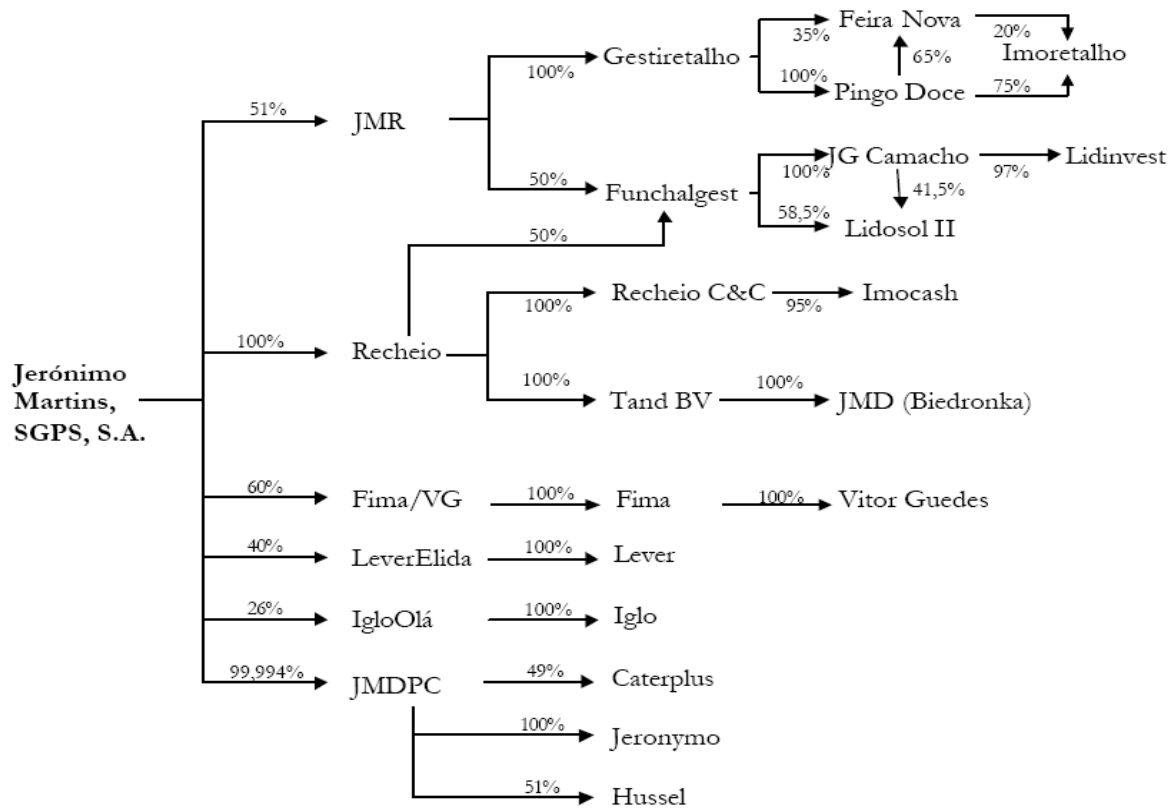 Jerónimo
Martins,
SGPS, S.A.
51%
JMR
100%
Gestiretalho
35%
Feira Nova
20%
Imoretalho
65%
100%
Pingo Doce
75%
50%
Funchalgest
100%
JG Camacho
97%
Lidinvest
41,5%
58,5%
Lidosol II
50%
100%
Recheio
100%
Recheio C&C
95%
Imocash
100%
Tand BV
100%
JMD (Biedronka)
60%
Fima/VG
100%
Fima
100%
Vitor Guedes
40%
LeverElida
100%
Lever
26%
IgloOlá
100%
Iglo
99,994%
JMDPC
49%
Caterplus
100%
Jeronymo
51%
Hussel